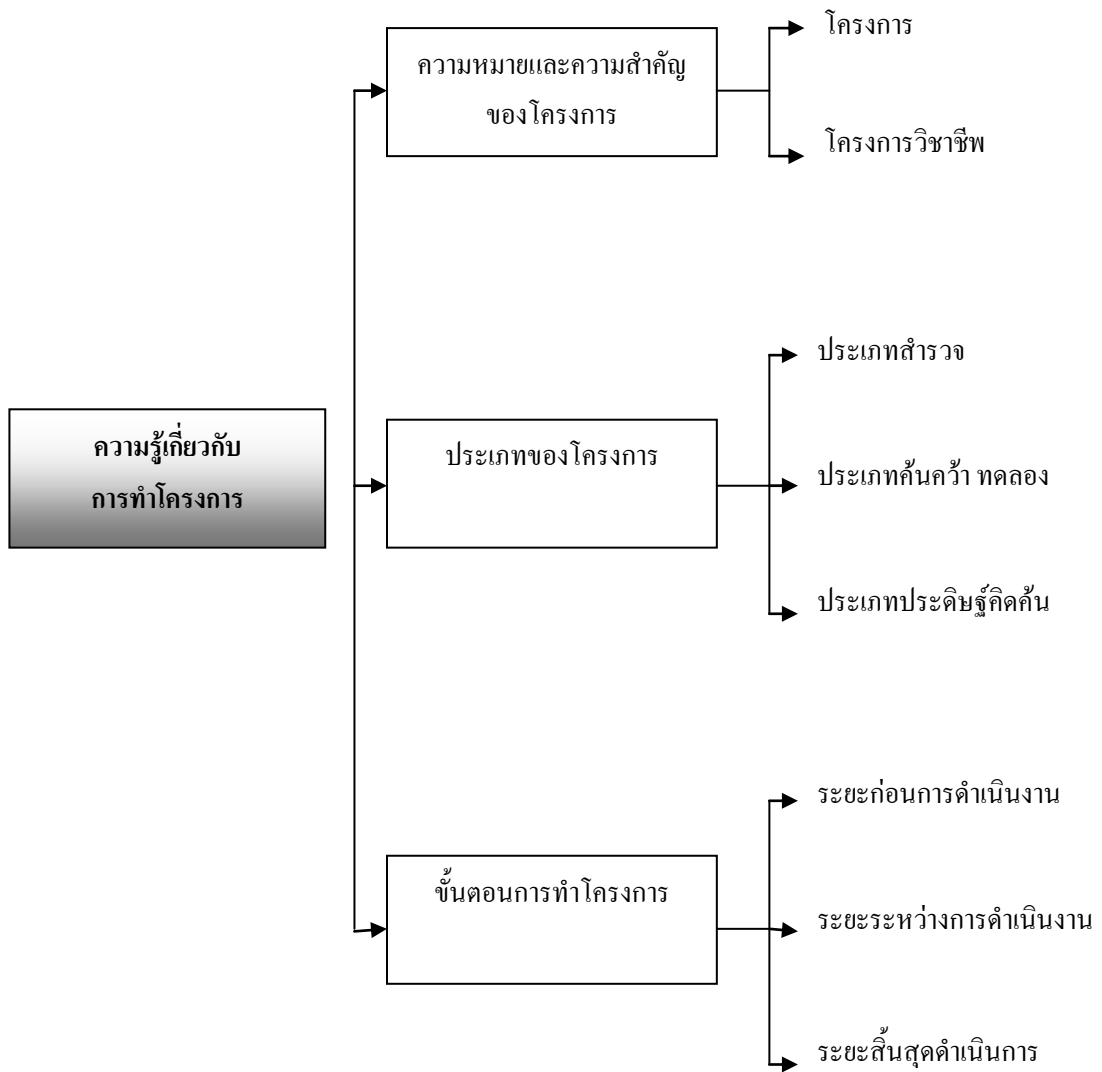 โครงการ
ความหมายและความสำคัญ
ของโครงการ
โครงการวิชาชีพ
ประเภทสำรวจ
ความรู้เกี่ยวกับ
การทำโครงการ
ประเภทของโครงการ
ประเภทค้นคว้า ทดลอง
ประเภทประดิษฐ์คิดค้น
ระยะก่อนการดำเนินงาน
ขั้นตอนการทำโครงการ
ระยะระหว่างการดำเนินงาน
ระยะสิ้นสุดดำเนินการ